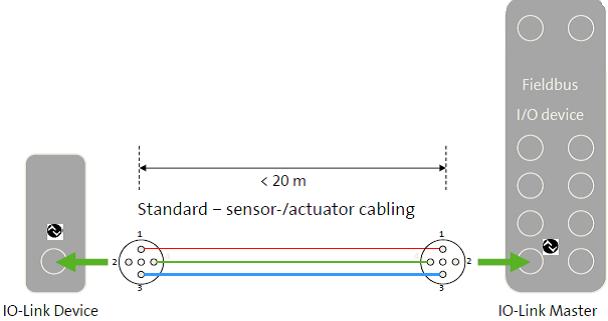 Fieldbus
I/O device
< 20 m
Standard – sensor-/actuator cabling
1
1
2
2
3
3
IO-Link Device
IO-Link Master